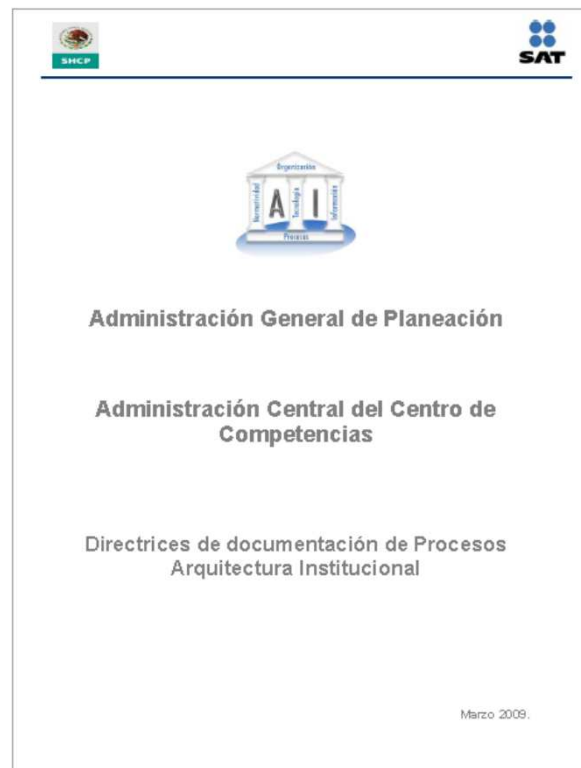 SHCP
SAT
Organización
Normatividad
A
Tecnología
I
Información
Procesos
Administración General de Planeación
Administración Central del Centro de
Competencias
Directrices de documentación de Procesos
Arquitectura Institucional
Marzo 2009.